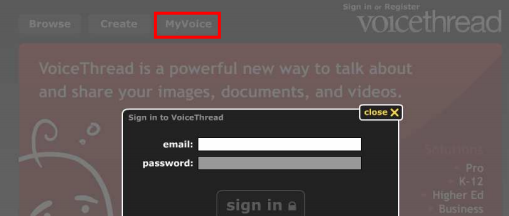 Sign in or Register
Browse Create MyVoice
voicethread
VoiceThread is a powerful new way to talk about
and share your images, documents, and videos.
close X
Sign in to VoiceThread
email:
password:
Pro
K-12
Higher Ed
Business
sign in